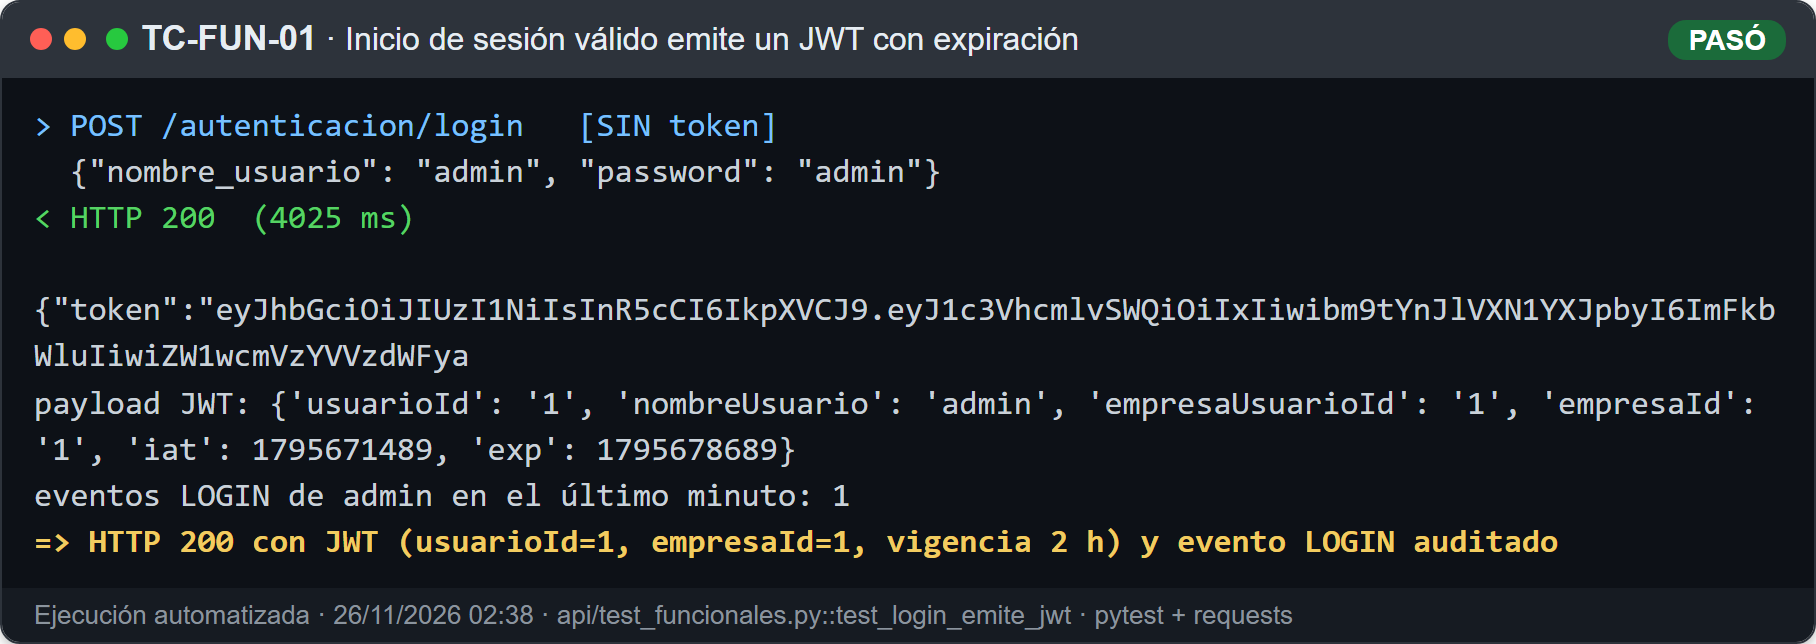 TC-FUN-01 · Inicio de sesión válido emite un JWT con expiración
PASÓ
> POST /autenticacion/login   [SIN token]
{"nombre_usuario": "admin", "password": "admin"}
< HTTP 200  (4025 ms)
{"token":"eyJhbGciOiJIUzI1NiIsInR5cCI6IkpXVCJ9.eyJ1c3VhcmlvSWQiOiIxIiwibm9tYnJlVXN1YXJpbyI6ImFkb
WluIiwiZW1wcmVzYVVzdWFya
payload JWT: {'usuarioId': '1', 'nombreUsuario': 'admin', 'empresaUsuarioId': '1', 'empresaId':
'1', 'iat': 1795671489, 'exp': 1795678689}
eventos LOGIN de admin en el último minuto: 1
=> HTTP 200 con JWT (usuarioId=1, empresaId=1, vigencia 2 h) y evento LOGIN auditado
Ejecución automatizada · 26/11/2026 02:38 · api/test_funcionales.py::test_login_emite_jwt · pytest + requests